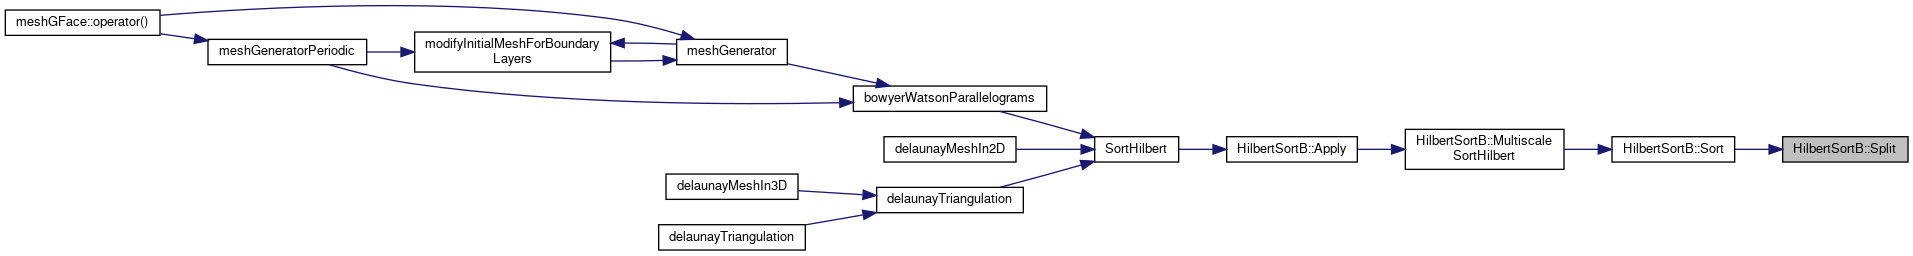 meshGFace::operator()
meshGeneratorPeriodic
modifyInitialMeshForBoundary
Layers
meshGenerator
bowyerWatsonParallelograms
delaunayMeshIn2D
SortHilbert
HilbertSortB::Apply
HilbertSortB::Multiscale
SortHilbert
HilbertSortB::Sort
HilbertSortB::Split
delaunayMeshIn3D
delaunayTriangulation
delaunayTriangulation